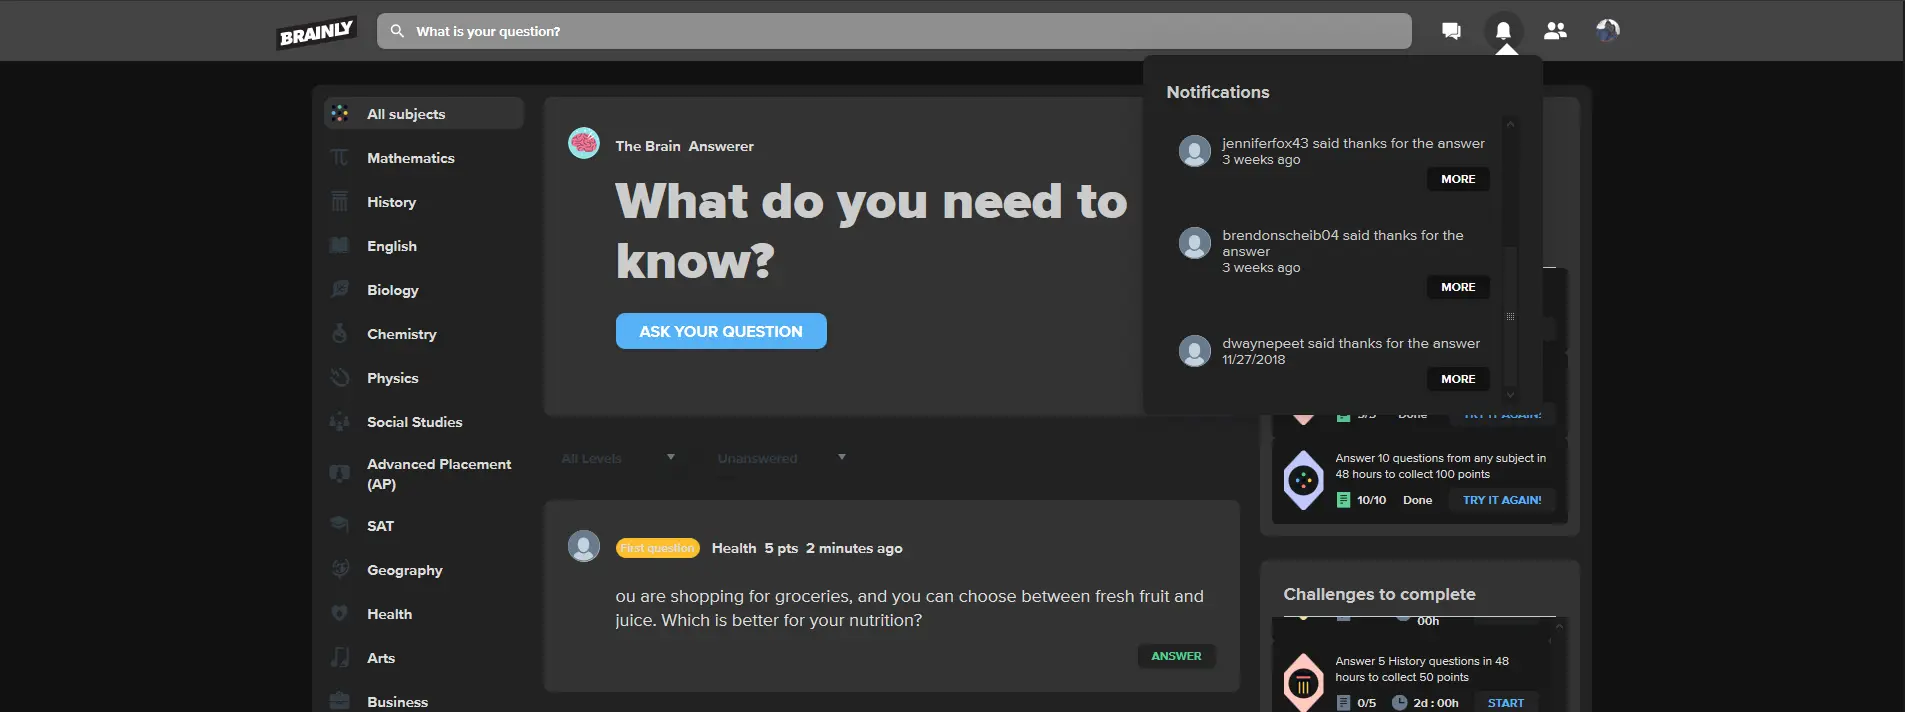 BRAINLY
What is your question?
All subjects
Mathematics
History
English
Biology
Chemistry
Physics
Social Studies
Advanced Placement
(AP)
SAT
Geography
Health
Arts
Business
The Brain Answerer
What do you need to
know?
ASK YOUR QUESTION
All Levels
Unanswered
First question Health 5 pts 2 minutes ago
ou are shopping for groceries, and you can choose between fresh fruit and
juice. Which is better for your nutrition?
ANSWER
Notifications
jenniferfox43 said thanks for the answer
3 weeks ago
MORE
brendonscheib04 said thanks for the
answer
3 weeks ago
MORE
dwaynepeet said thanks for the answer
11/27/2018
MORE
5/5 Done TRY IT AGAIN!
Answer 10 questions from any subject in
48 hours to collect 100 points
10/10 Done TRY IT AGAIN!
Challenges to complete
00h
Answer 5 History questions in 48
hours to collect 50 points
0/5 2d : 00h START